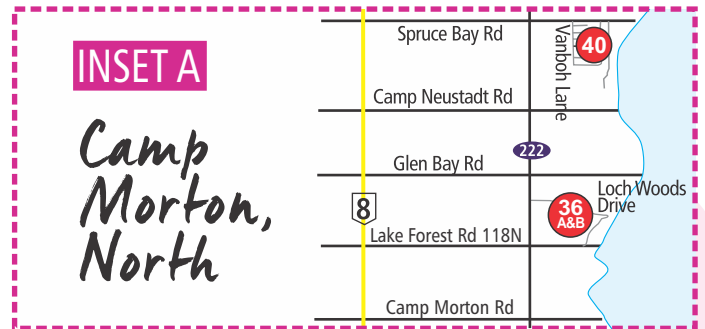 INSET A
Camp
Morton,
North
Spruce Bay Rd
Vanboh Lane
40
Camp Neustadt Rd
222
Glen Bay Rd
Loch Woods
Drive
36
A&B
8
Lake Forest Rd 118N
Camp Morton Rd